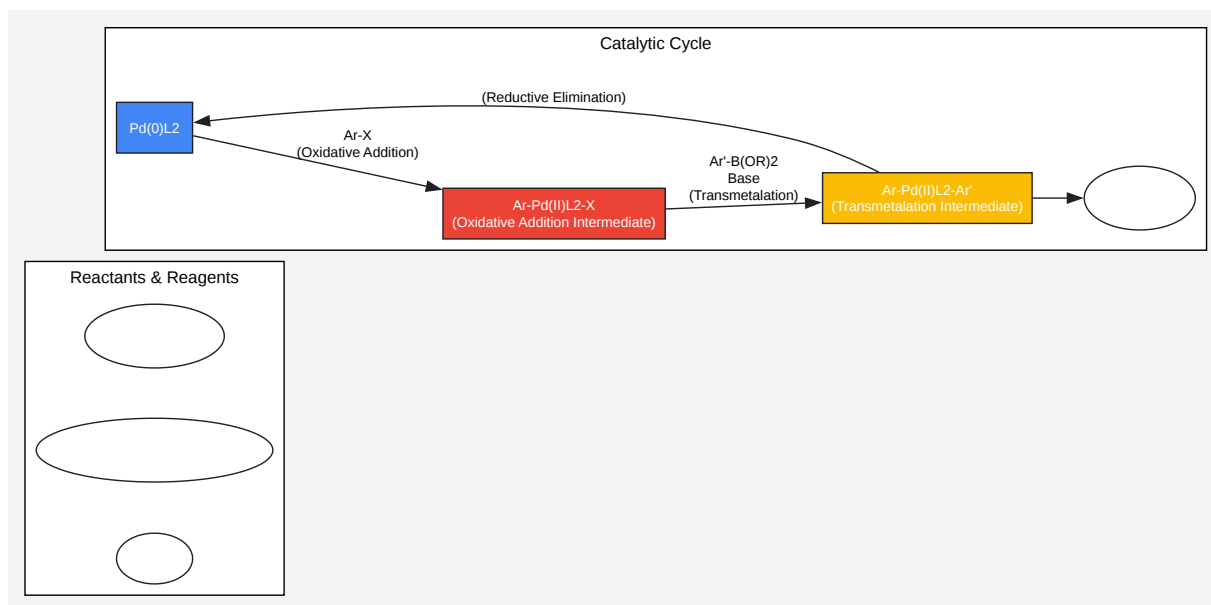 Catalytic Cycle
(Reductive Elimination)
Pd(0)L2
Ar-X
(Oxidative Addition)
Ar'-B(OR)2
Base
(Transmetalation)
Ar-Pd(II)L2-X
(Oxidative Addition Intermediate)
Ar-Pd(II)L2-Ar'
(Transmetalation Intermediate)
Reactants & Reagents